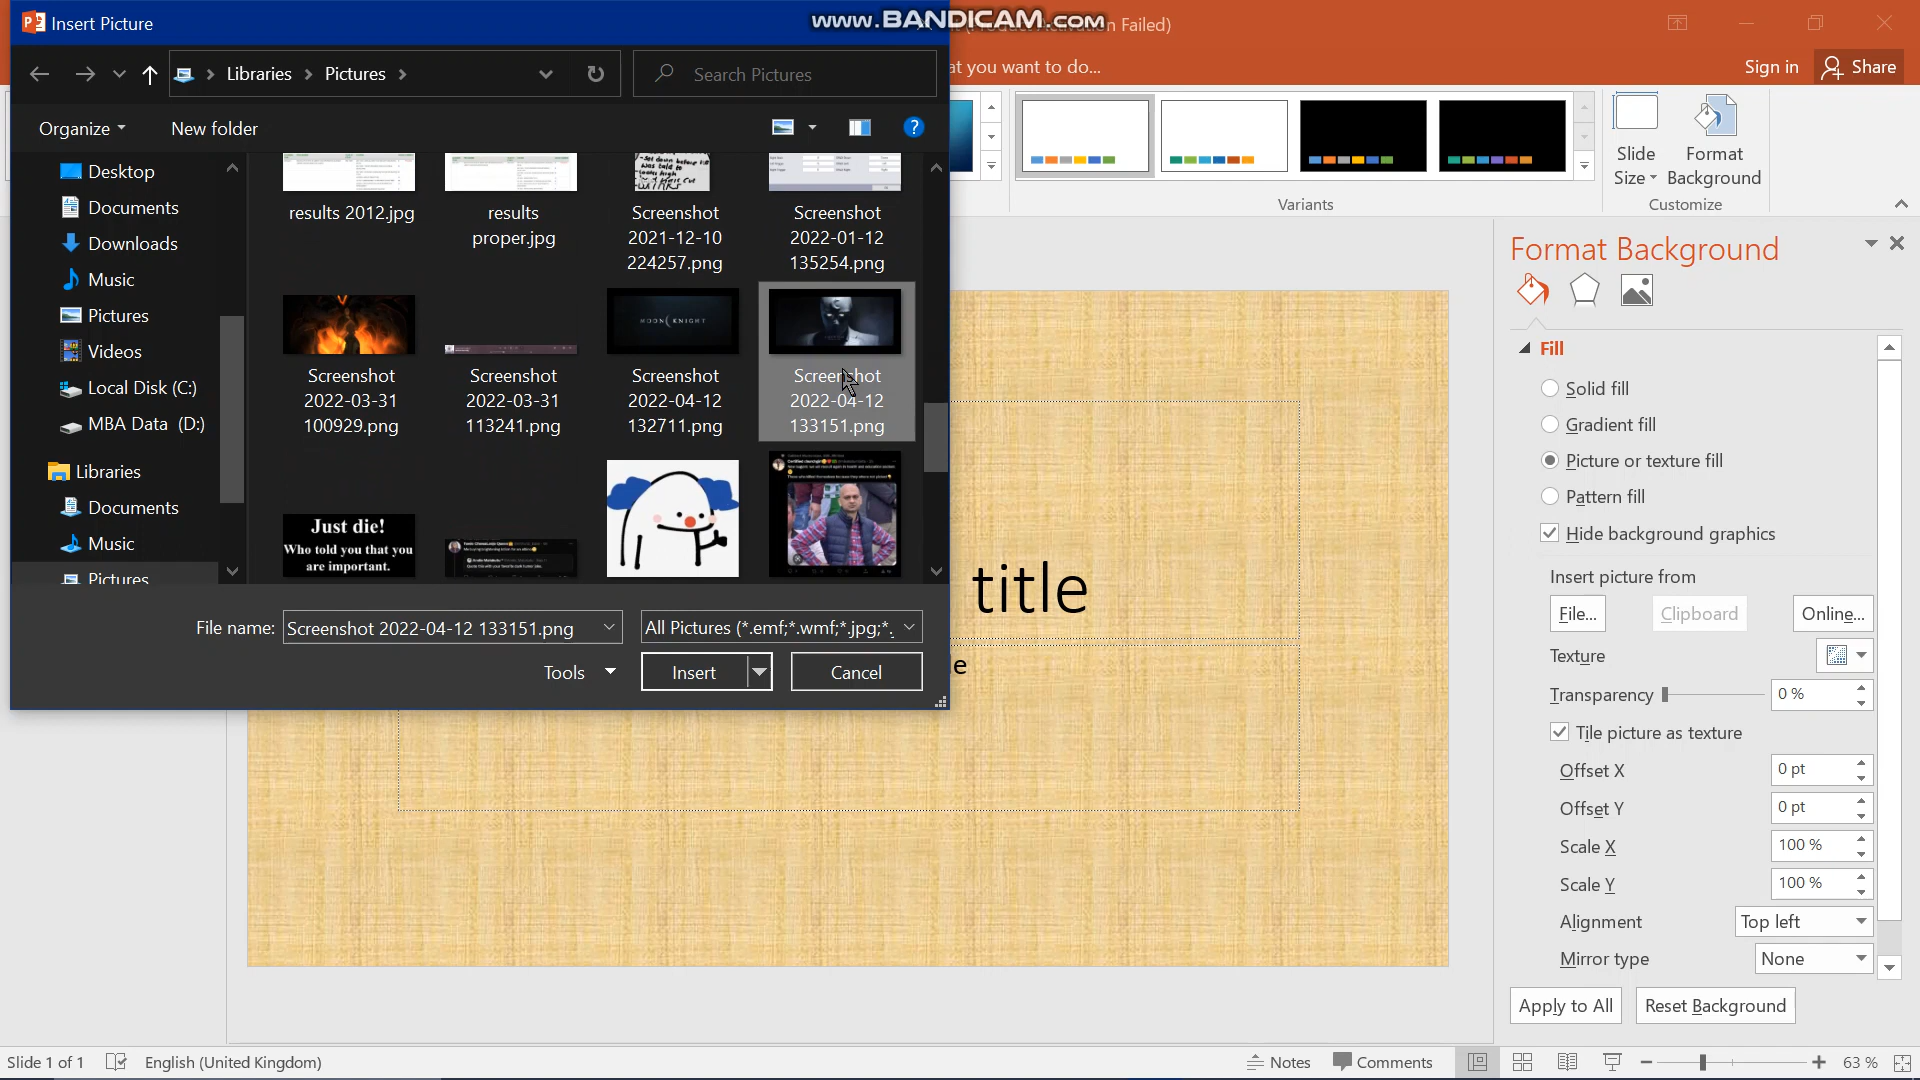 Insert Picture
www.BANDICAM.com
n Failed)
Libraries
Pictures
Search Pictures
at you want to do...
Sign in
Share
Organize
New folder
Slide
Size
Format
Background
Variants
Customize
Desktop
Documents
Downloads
Music
Pictures
Videos
Local Disk (C:)
MBA Data (D:)
Libraries
Documents
Music
Pictures
results 2012.jpg
results
proper.jpg
Screenshot
2021-12-10
224257.png
Screenshot
2022-01-12
135254.png
MOON KNIGHT
Screenshot
2022-03-31
100929.png
Screenshot
2022-03-31
113241.png
Screenshot
2022-04-12
132711.png
Screenshot
2022-04-12
133151.png
Just die!
Who told you that you
are important.
File name:
Screenshot 2022-04-12 133151.png
All Pictures (*.emf;*.wmf;*.jpg;*.
Tools
Insert
Cancel
title
le
Format Background
Fill
Solid fill
Gradient fill
Picture or texture fill
Pattern fill
Hide background graphics
Insert picture from
File...
Clipboard
Online...
Texture
Transparency
0 %
Tile picture as texture
Offset X
0 pt
Offset Y
0 pt
Scale X
100 %
Scale Y
100 %
Alignment
Top left
Mirror type
None
Apply to All
Reset Background
Slide 1 of 1
English (United Kingdom)
Notes
Comments
63 %